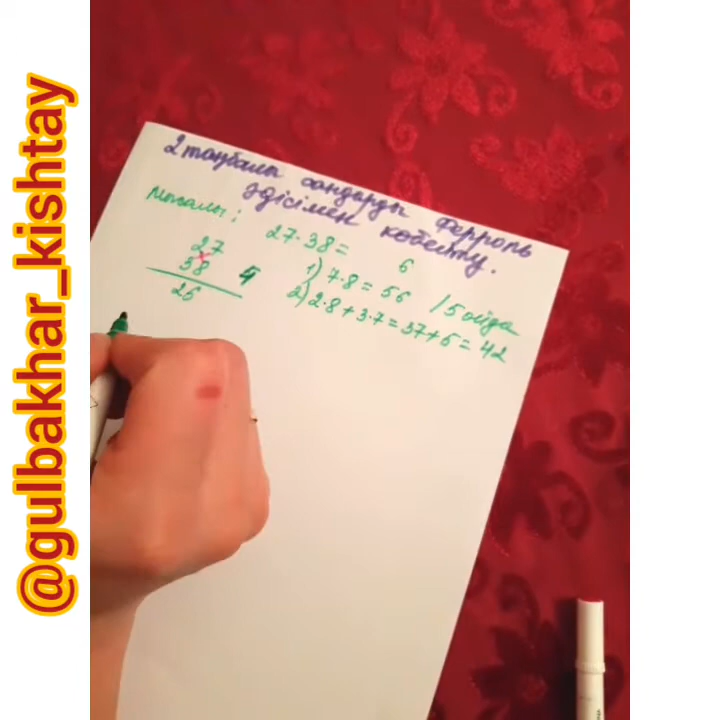 @gulbakhar_kishtay
2 таңбалы сандарды Ферроль
әдісімен көбейту.
Мысалы;
27·38=
6
27
38
4
26
1) 7·8=56 /5 ойда
2) 2·8+3·7=37+5=42